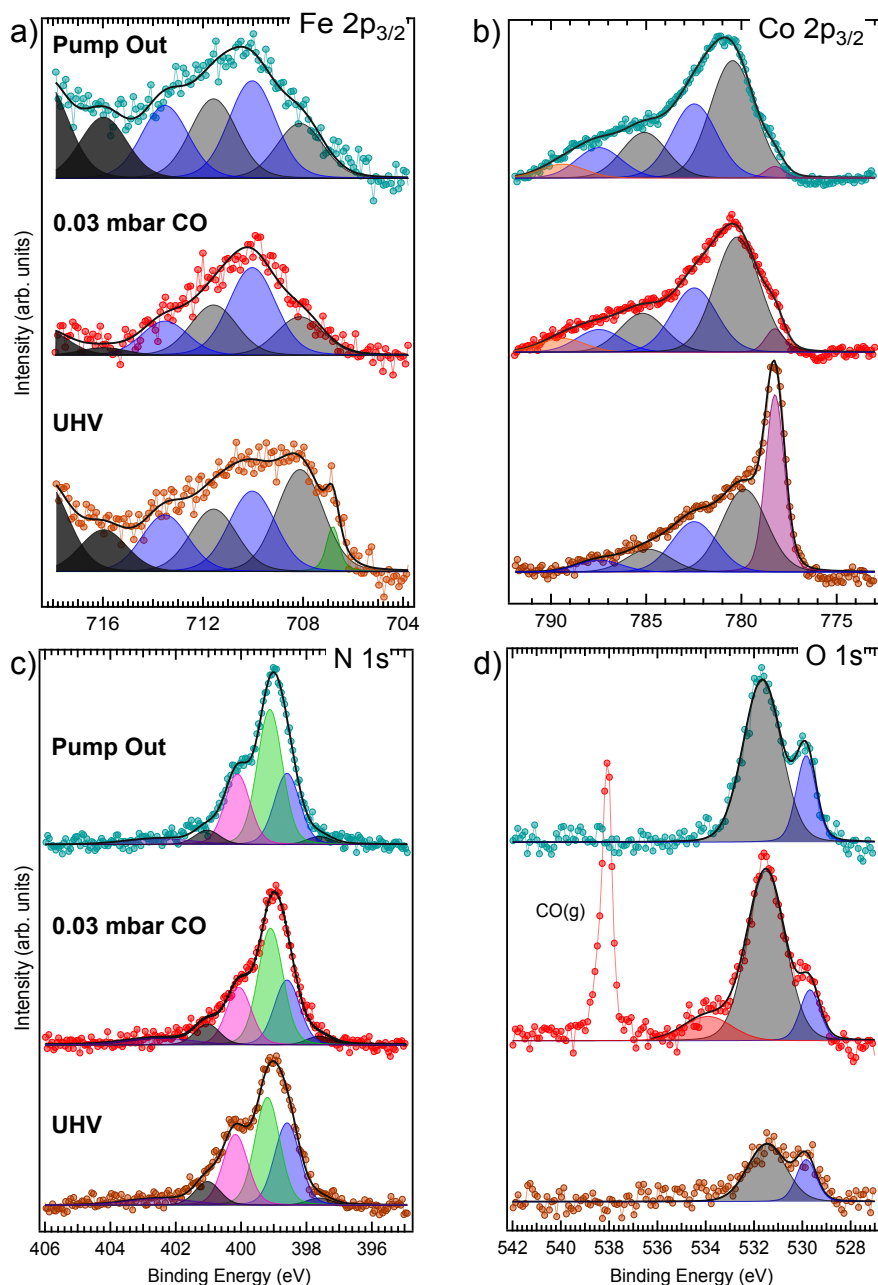 a) Fe 2p3/2
Pump Out
0.03 mbar CO
UHV
Intensity (arb. units)
716 712 708 704
b) Co 2p3/2
790 785 780 775
c) N 1s
Pump Out
0.03 mbar CO
UHV
Intensity (arb. units)
406 404 402 400 398 396
Binding Energy (eV)
d) O 1s
CO(g)
542 540 538 536 534 532 530 528
Binding Energy (eV)